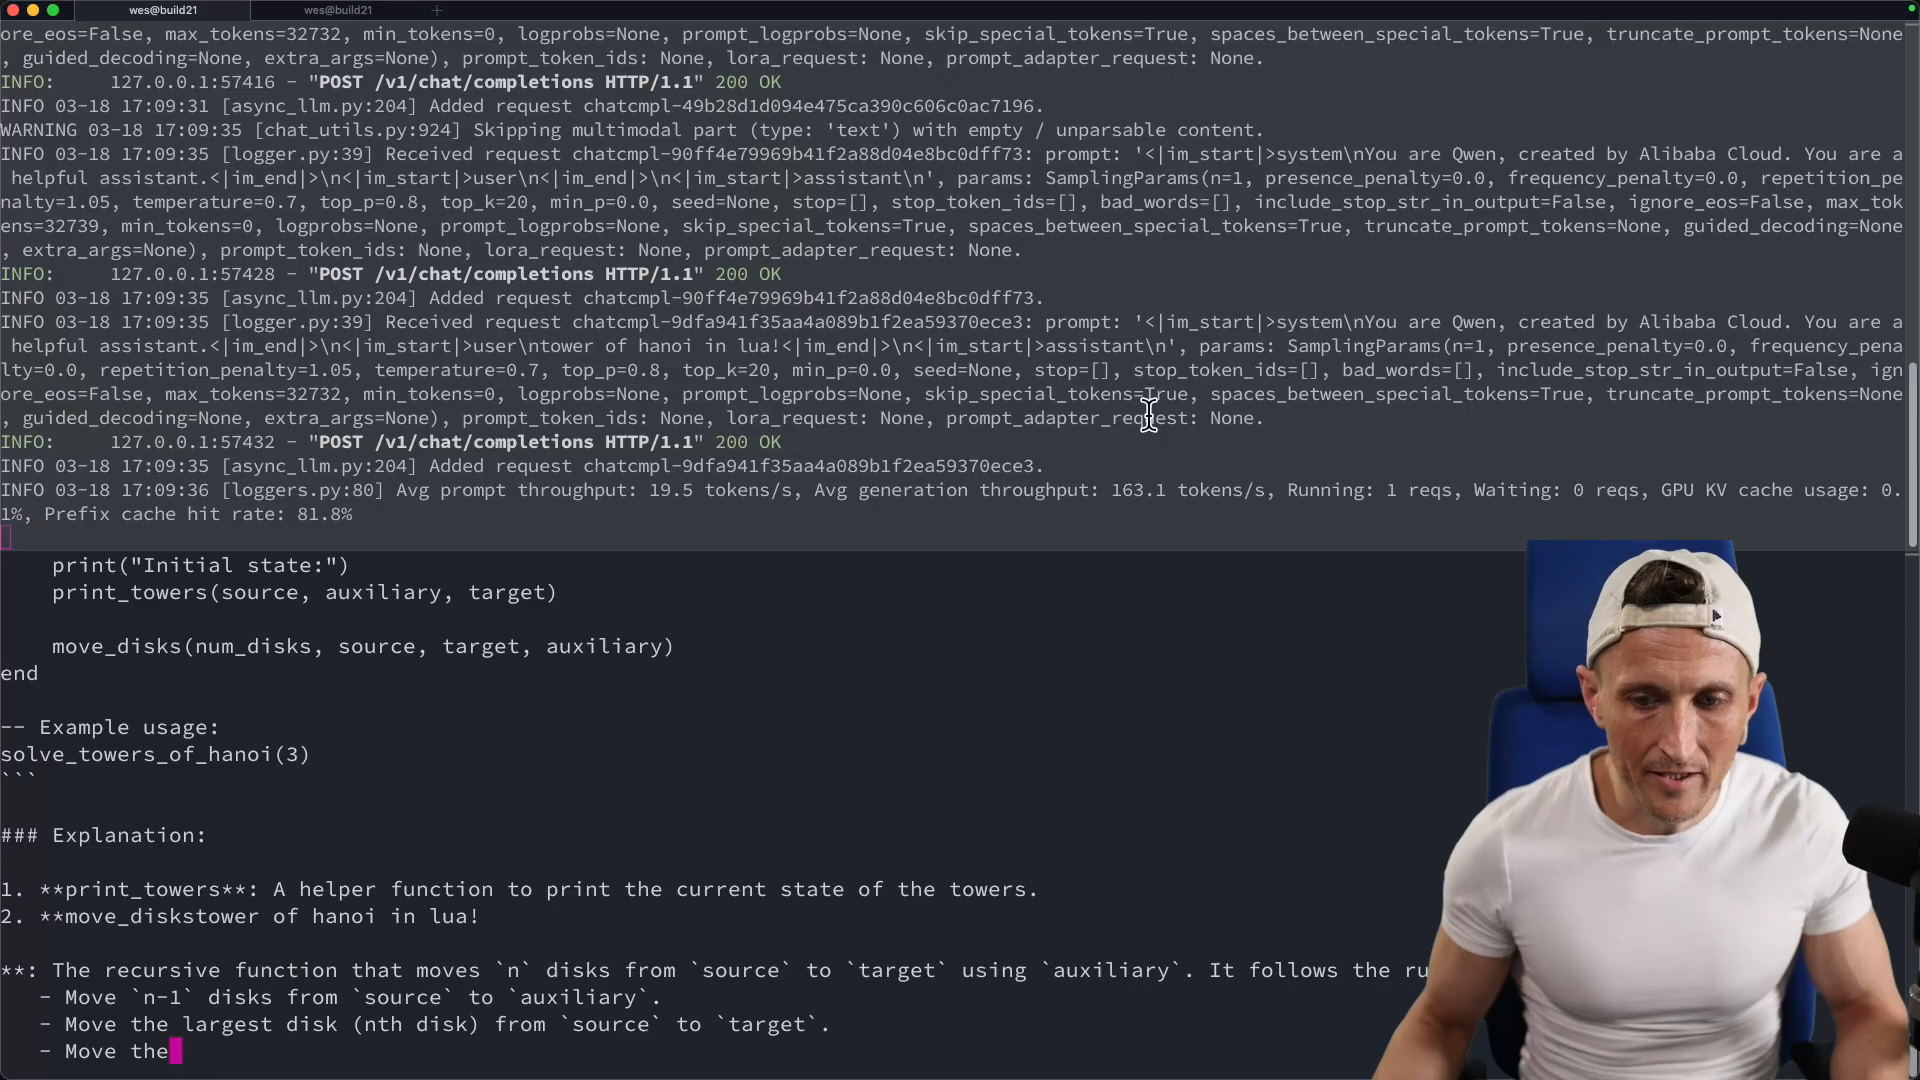 wes@build21
wes@build21
ore_eos=False, max_tokens=32732, min_tokens=0, logprobs=None, prompt_logprobs=None, skip_special_tokens=True, spaces_between_special_tokens=True, truncate_prompt_tokens=None
, guided_decoding=None, extra_args=None), prompt_token_ids: None, lora_request: None, prompt_adapter_request: None.
INFO:     127.0.0.1:57416 - "POST /v1/chat/completions HTTP/1.1" 200 OK
INFO 03-18 17:09:31 [async_llm.py:204] Added request chatcmpl-49b28d1d094e475ca390c606c0ac7196.
WARNING 03-18 17:09:35 [chat_utils.py:924] Skipping multimodal part (type: 'text') with empty / unparsable content.
INFO 03-18 17:09:35 [logger.py:39] Received request chatcmpl-90ff4e79969b41f2a88d04e8bc0dff73: prompt: '<|im_start|>system\nYou are Qwen, created by Alibaba Cloud. You are a
 helpful assistant.<|im_end|>\n<|im_start|>user\n<|im_end|>\n<|im_start|>assistant\n', params: SamplingParams(n=1, presence_penalty=0.0, frequency_penalty=0.0, repetition_pe
nalty=1.05, temperature=0.7, top_p=0.8, top_k=20, min_p=0.0, seed=None, stop=[], stop_token_ids=[], bad_words=[], include_stop_str_in_output=False, ignore_eos=False, max_tok
ens=32739, min_tokens=0, logprobs=None, prompt_logprobs=None, skip_special_tokens=True, spaces_between_special_tokens=True, truncate_prompt_tokens=None, guided_decoding=None
, extra_args=None), prompt_token_ids: None, lora_request: None, prompt_adapter_request: None.
INFO:     127.0.0.1:57428 - "POST /v1/chat/completions HTTP/1.1" 200 OK
INFO 03-18 17:09:35 [async_llm.py:204] Added request chatcmpl-90ff4e79969b41f2a88d04e8bc0dff73.
INFO 03-18 17:09:35 [logger.py:39] Received request chatcmpl-9dfa941f35aa4a089b1f2ea59370ece3: prompt: '<|im_start|>system\nYou are Qwen, created by Alibaba Cloud. You are a
 helpful assistant.<|im_end|>\n<|im_start|>user\ntower of hanoi in lua!<|im_end|>\n<|im_start|>assistant\n', params: SamplingParams(n=1, presence_penalty=0.0, frequency_pena
lty=0.0, repetition_penalty=1.05, temperature=0.7, top_p=0.8, top_k=20, min_p=0.0, seed=None, stop=[], stop_token_ids=[], bad_words=[], include_stop_str_in_output=False, ign
ore_eos=False, max_tokens=32732, min_tokens=0, logprobs=None, prompt_logprobs=None, skip_special_tokens=True, spaces_between_special_tokens=True, truncate_prompt_tokens=None
, guided_decoding=None, extra_args=None), prompt_token_ids: None, lora_request: None, prompt_adapter_request: None.
INFO:     127.0.0.1:57432 - "POST /v1/chat/completions HTTP/1.1" 200 OK
INFO 03-18 17:09:35 [async_llm.py:204] Added request chatcmpl-9dfa941f35aa4a089b1f2ea59370ece3.
INFO 03-18 17:09:36 [loggers.py:80] Avg prompt throughput: 19.5 tokens/s, Avg generation throughput: 163.1 tokens/s, Running: 1 reqs, Waiting: 0 reqs, GPU KV cache usage: 0.
1%, Prefix cache hit rate: 81.8%
    print("Initial state:")
    print_towers(source, auxiliary, target)
    move_disks(num_disks, source, target, auxiliary)
end
-- Example usage:
solve_towers_of_hanoi(3)
```
### Explanation:
1. **print_towers**: A helper function to print the current state of the towers.
2. **move_diskstower of hanoi in lua!
**: The recursive function that moves `n` disks from `source` to `target` using `auxiliary`. It follows the ru
   - Move `n-1` disks from `source` to `auxiliary`.
   - Move the largest disk (nth disk) from `source` to `target`.
   - Move the